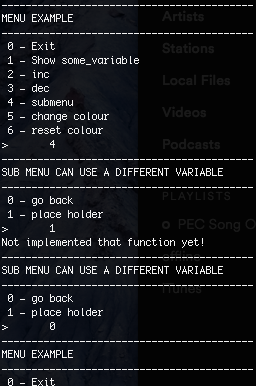 MENU EXAMPLE
0 - Exit
1 - Show some_variable
2 - inc
3 - dec
4 - submenu
5 - change colour
6 - reset colour
> 4
SUB MENU CAN USE A DIFFERENT VARIABLE
0 - go back
1 - place holder
> 1
Not implemented that function yet!
SUB MENU CAN USE A DIFFERENT VARIABLE
0 - go back
1 - place holder
> 0
MENU EXAMPLE
0 - Exit
Artists
Stations
Local Files
Videos
Podcasts
PLAYLISTS
PEC Song O
iTunes